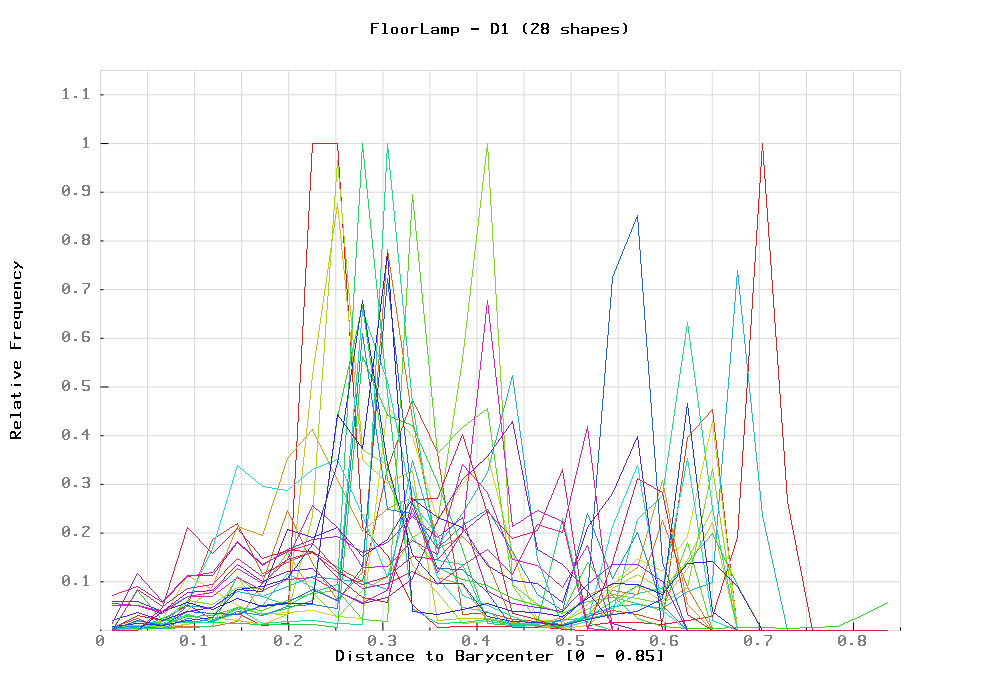 FloorLamp - D1 (28 shapes)
Relative Frequency
1.1
1
0.9
0.8
0.7
0.6
0.5
0.4
0.3
0.2
0.1
0 0.1 0.2 0.3 0.4 0.5 0.6 0.7 0.8
Distance to Barycenter [0 - 0.85]